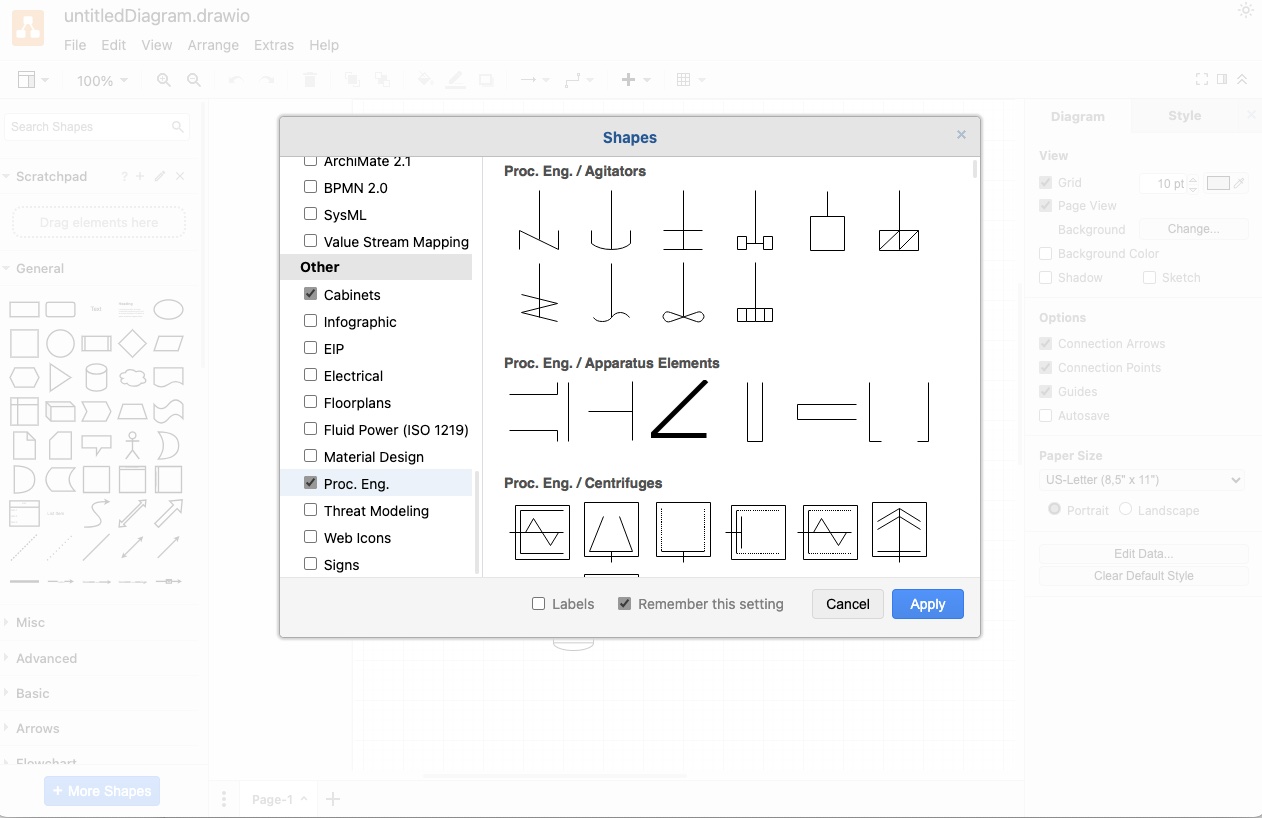 untitledDiagram.drawio
File Edit View Arrange Extras Help
100%
Search Shapes
Scratchpad
?
Drag elements here
General
Text
Heading
List Item
Misc
Advanced
Basic
Arrows
Flowchart
+ More Shapes
Shapes
ArchiMate 2.1
BPMN 2.0
SysML
Value Stream Mapping
Other
Cabinets
Infographic
EIP
Electrical
Floorplans
Fluid Power (ISO 1219)
Material Design
Proc. Eng.
Threat Modeling
Web Icons
Signs
Proc. Eng. / Agitators
Proc. Eng. / Apparatus Elements
Proc. Eng. / Centrifuges
Labels
Remember this setting
Cancel
Apply
Page-1
Diagram
Style
View
Grid
10 pt
Page View
Background
Change...
Background Color
Shadow
Sketch
Options
Connection Arrows
Connection Points
Guides
Autosave
Paper Size
US-Letter (8,5" x 11")
Portrait
Landscape
Edit Data...
Clear Default Style